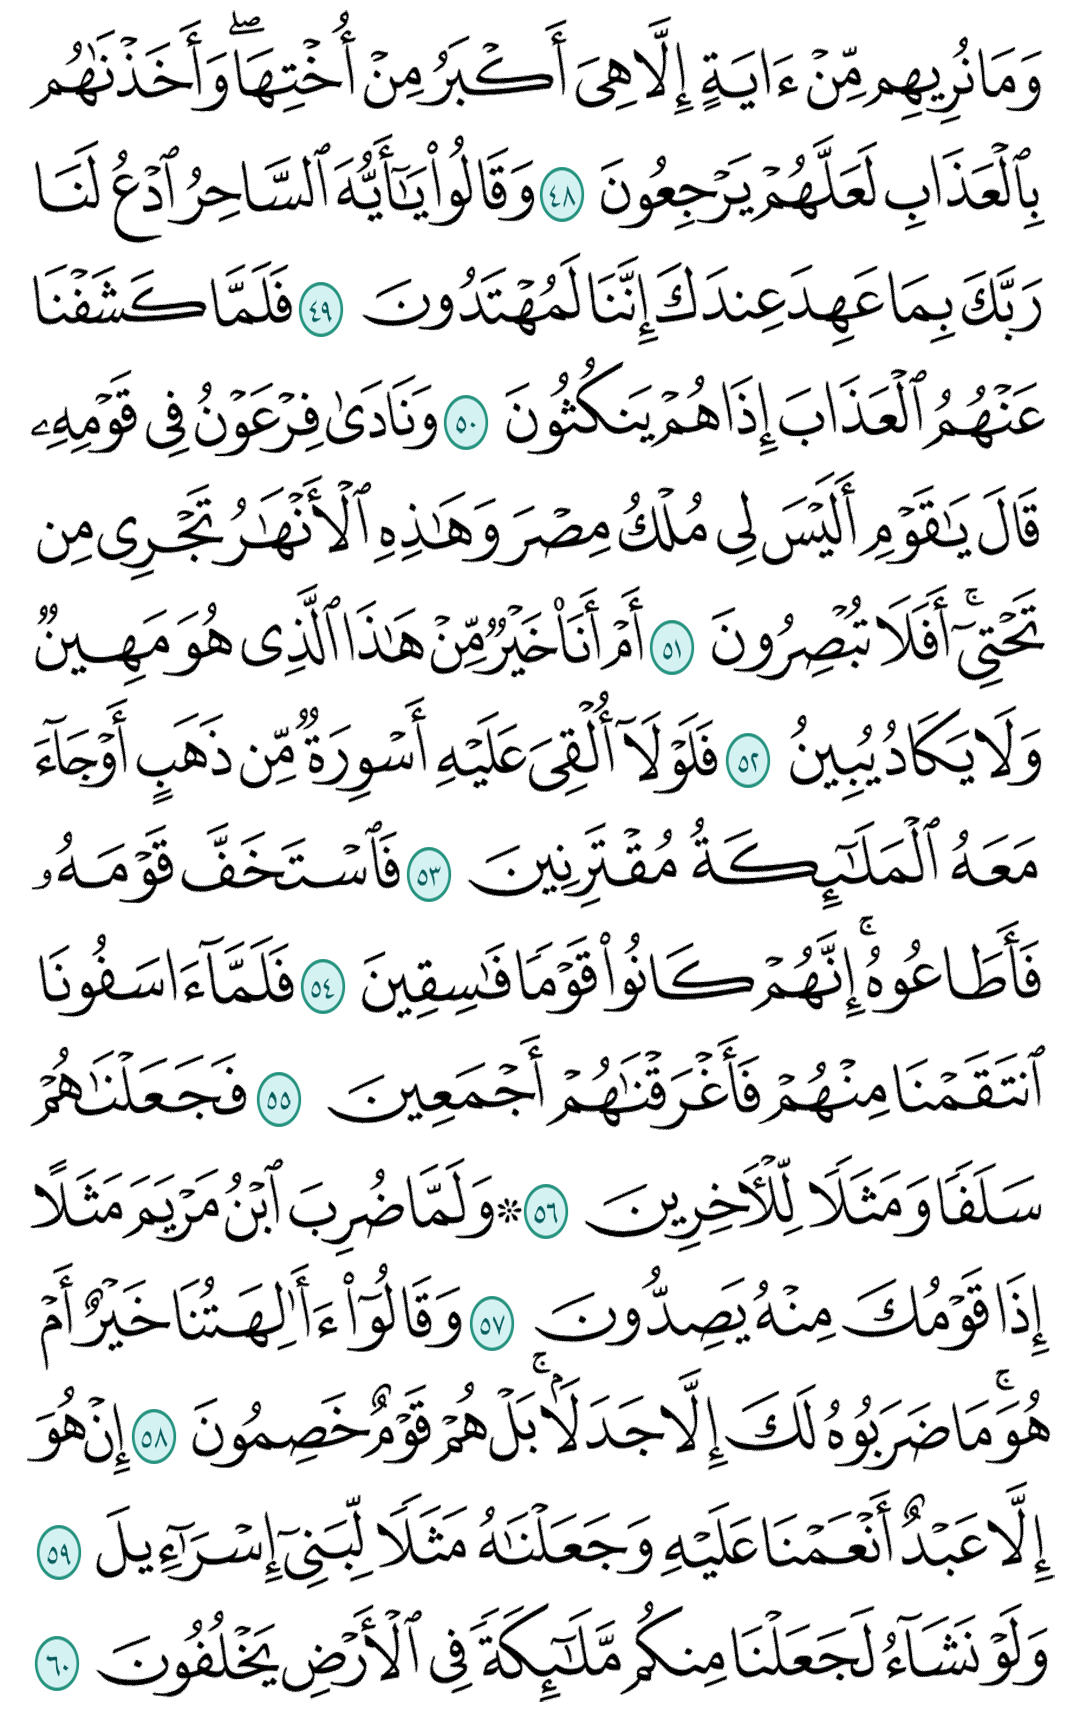 وَمَا نُرِيهِم مِّنْ ءَايَةٍ إِلَّا هِىَ أَكْبَرُ مِنْ أُخْتِهَا ۖ وَأَخَذْنَٰهُم
بِٱلْعَذَابِ لَعَلَّهُمْ يَرْجِعُونَ ٤٨ وَقَالُوا۟ يَٰٓأَيُّهَ ٱلسَّاحِرُ ٱدْعُ لَنَا
رَبَّكَ بِمَا عَهِدَ عِندَكَ إِنَّنَا لَمُهْتَدُونَ ٤٩ فَلَمَّا كَشَفْنَا
عَنْهُمُ ٱلْعَذَابَ إِذَا هُمْ يَنكُثُونَ ٥٠ وَنَادَىٰ فِرْعَوْنُ فِى قَوْمِهِۦ
قَالَ يَٰقَوْمِ أَلَيْسَ لِى مُلْكُ مِصْرَ وَهَٰذِهِ ٱلْأَنْهَٰرُ تَجْرِى مِن
تَحْتِىٓ ۚ أَفَلَا تُبْصِرُونَ ٥١ أَمْ أَنَا۠ خَيْرٌ مِّنْ هَٰذَا ٱلَّذِى هُوَ مَهِينٌ
وَلَا يَكَادُ يُبِينُ ٥٢ فَلَوْلَآ أُلْقِىَ عَلَيْهِ أَسْوِرَةٌ مِّن ذَهَبٍ أَوْ جَآءَ
مَعَهُ ٱلْمَلَٰٓئِكَةُ مُقْتَرِنِينَ ٥٣ فَٱسْتَخَفَّ قَوْمَهُۥ
فَأَطَاعُوهُ ۚ إِنَّهُمْ كَانُوا۟ قَوْمًا فَٰسِقِينَ ٥٤ فَلَمَّآ ءَاسَفُونَا
ٱنتَقَمْنَا مِنْهُمْ فَأَغْرَقْنَٰهُمْ أَجْمَعِينَ ٥٥ فَجَعَلْنَٰهُمْ
سَلَفًا وَمَثَلًا لِّلْـَٔاخِرِينَ ٥٦ ۞ وَلَمَّا ضُرِبَ ٱبْنُ مَرْيَمَ مَثَلًا
إِذَا قَوْمُكَ مِنْهُ يَصِدُّونَ ٥٧ وَقَالُوٓا۟ ءَأَٰلِهَتُنَا خَيْرٌ أَمْ
هُوَ ۚ مَا ضَرَبُوهُ لَكَ إِلَّا جَدَلًۢا ۚ بَلْ هُمْ قَوْمٌ خَصِمُونَ ٥٨ إِنْ هُوَ
إِلَّا عَبْدٌ أَنْعَمْنَا عَلَيْهِ وَجَعَلْنَٰهُ مَثَلًا لِّبَنِىٓ إِسْرَٰٓءِيلَ ٥٩
وَلَوْ نَشَآءُ لَجَعَلْنَا مِنكُم مَّلَٰٓئِكَةً فِى ٱلْأَرْضِ يَخْلُفُونَ ٦٠